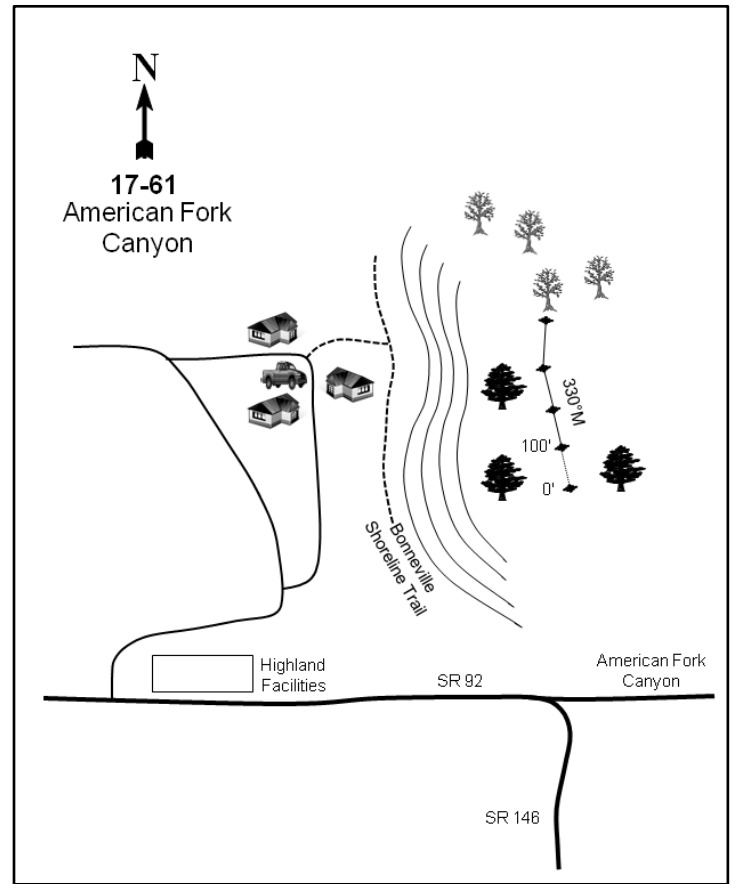 N
17-61
American Fork
Canyon
330°M
100'
0'
Bonneville
Shoreline Trail
Highland
Facilities
SR 92
American Fork
Canyon
SR 146